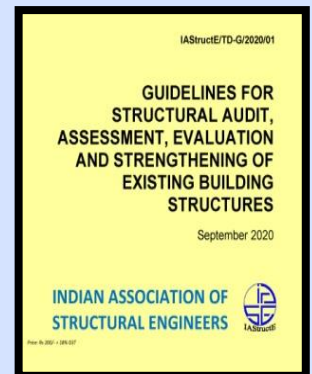 IAStructE/TD-G/2020/01
GUIDELINES FOR
STRUCTURAL AUDIT,
ASSESSMENT, EVALUATION
AND STRENGTHENING OF
EXISTING BUILDING
STRUCTURES
September 2020
INDIAN ASSOCIATION OF
STRUCTURAL ENGINEERS
IAStructE